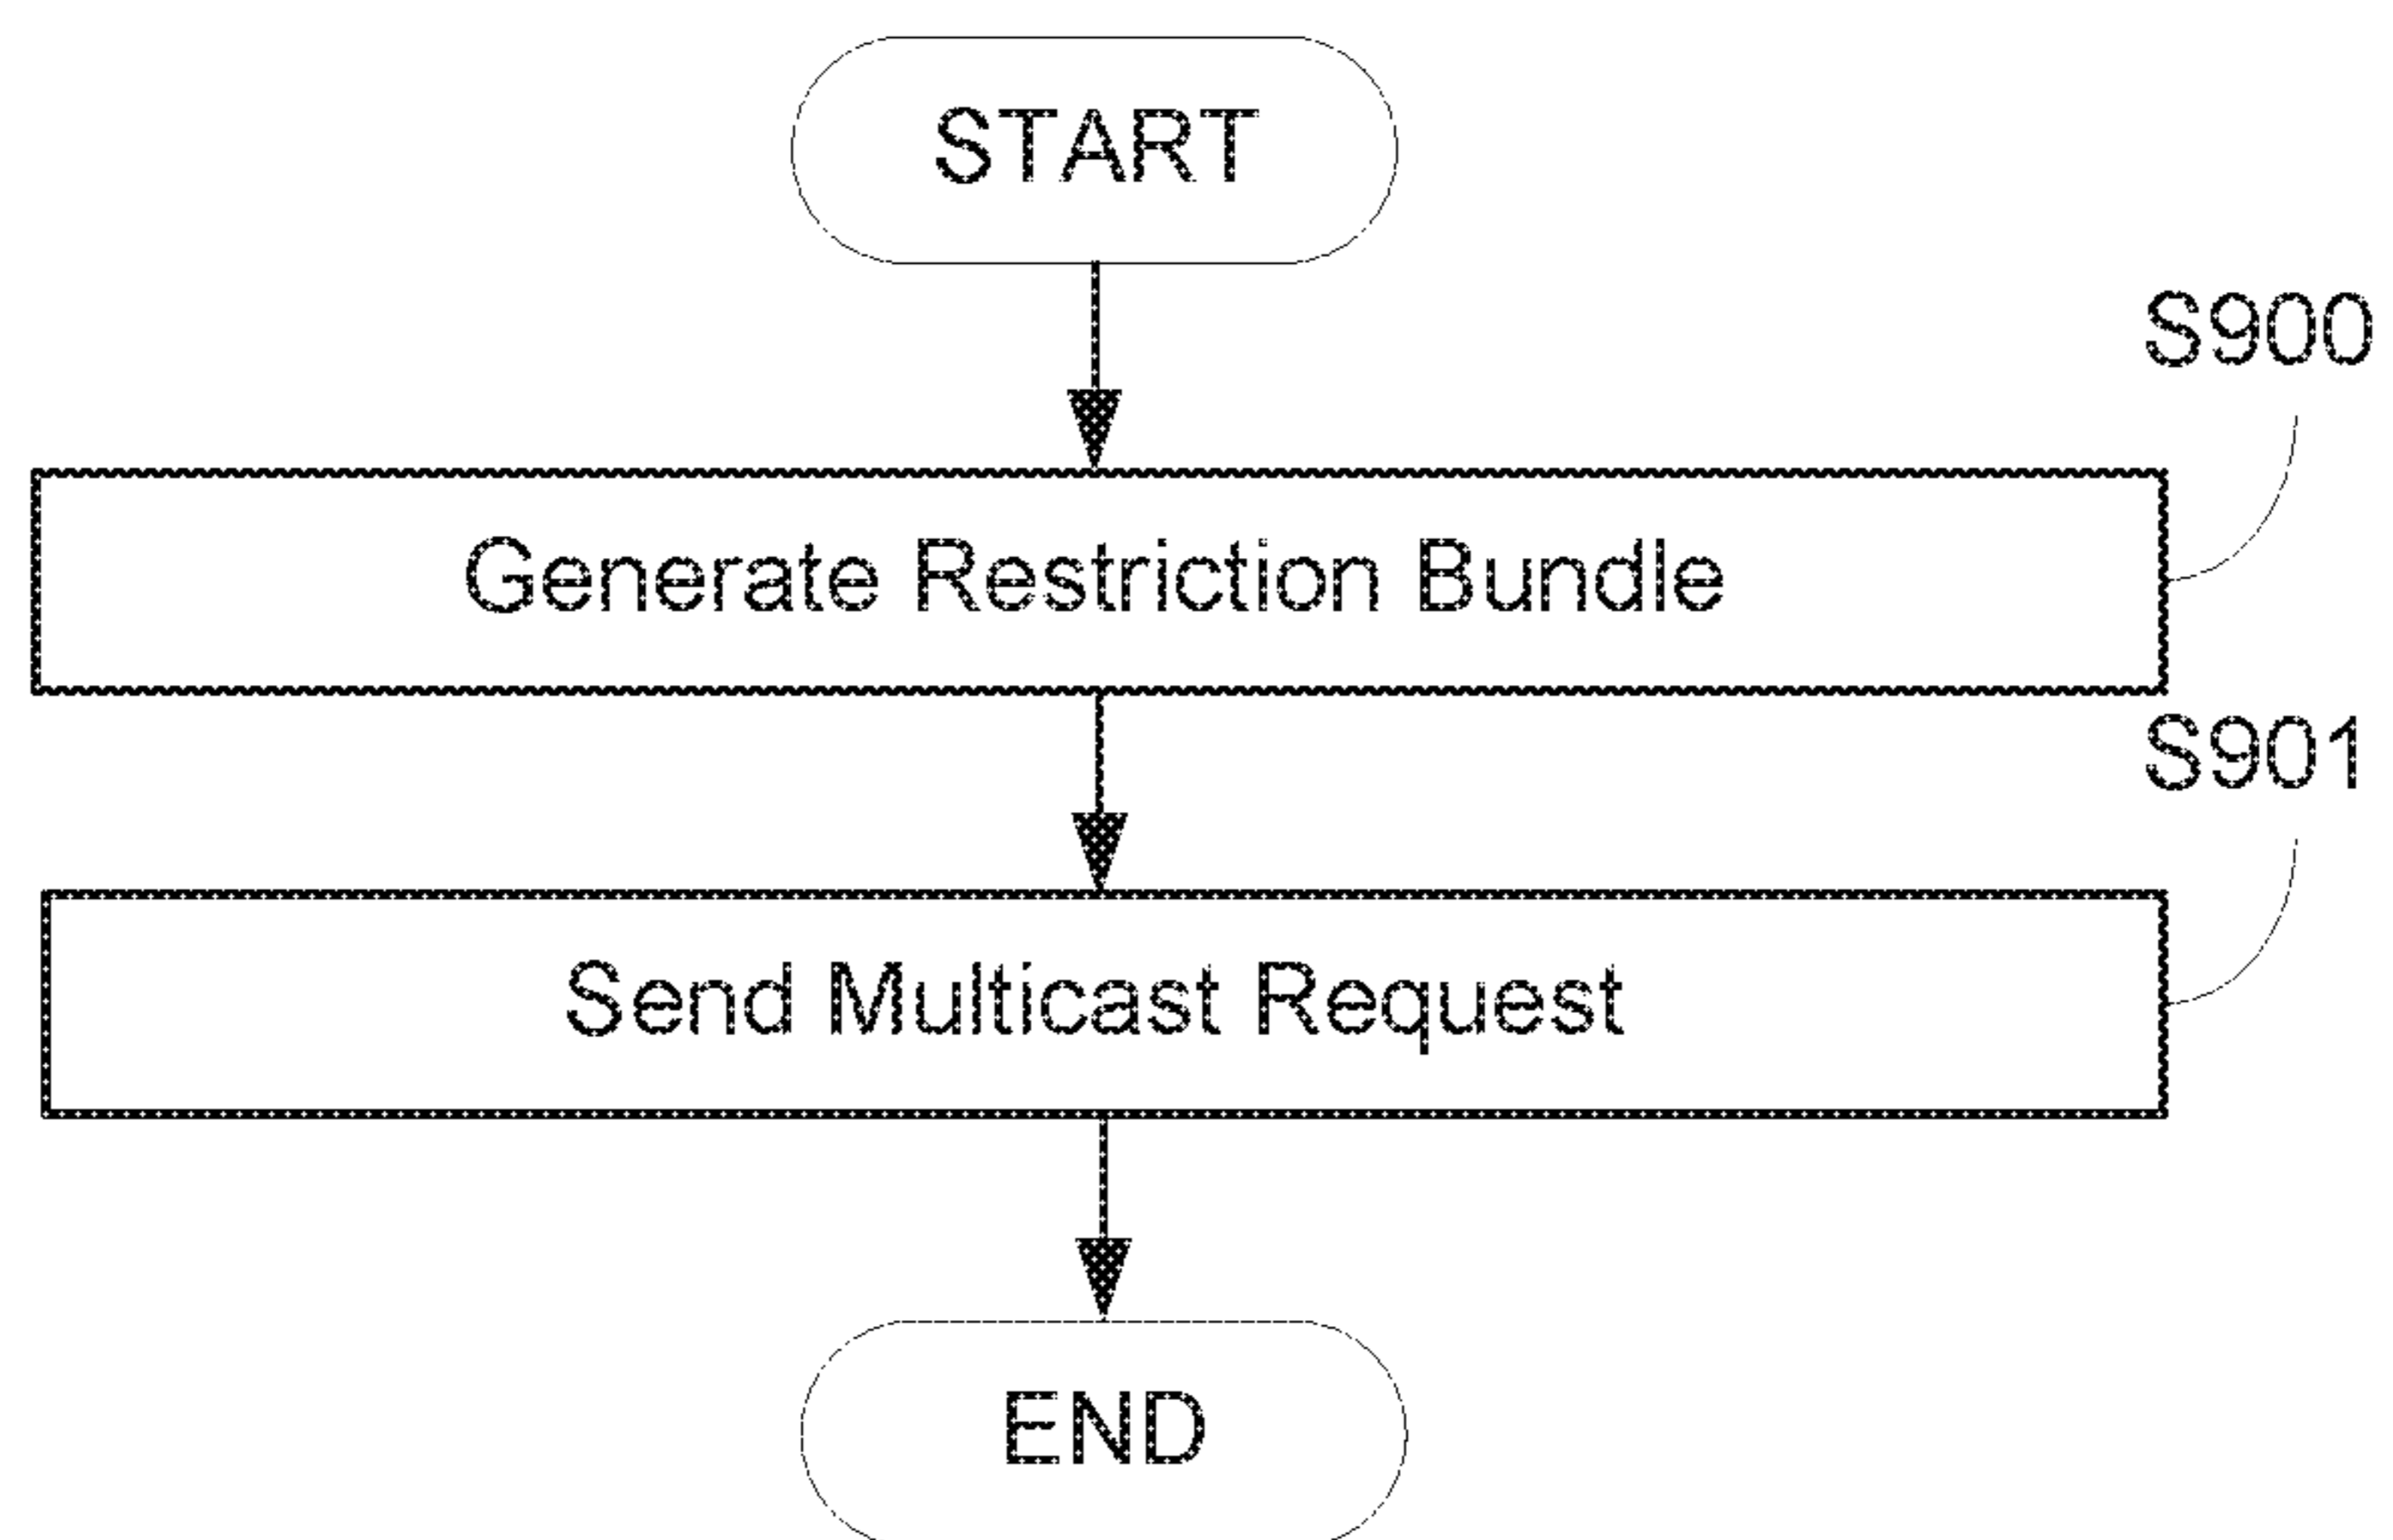 START
S900
Generate Restriction Bundle
S901
Send Multicast Request
END